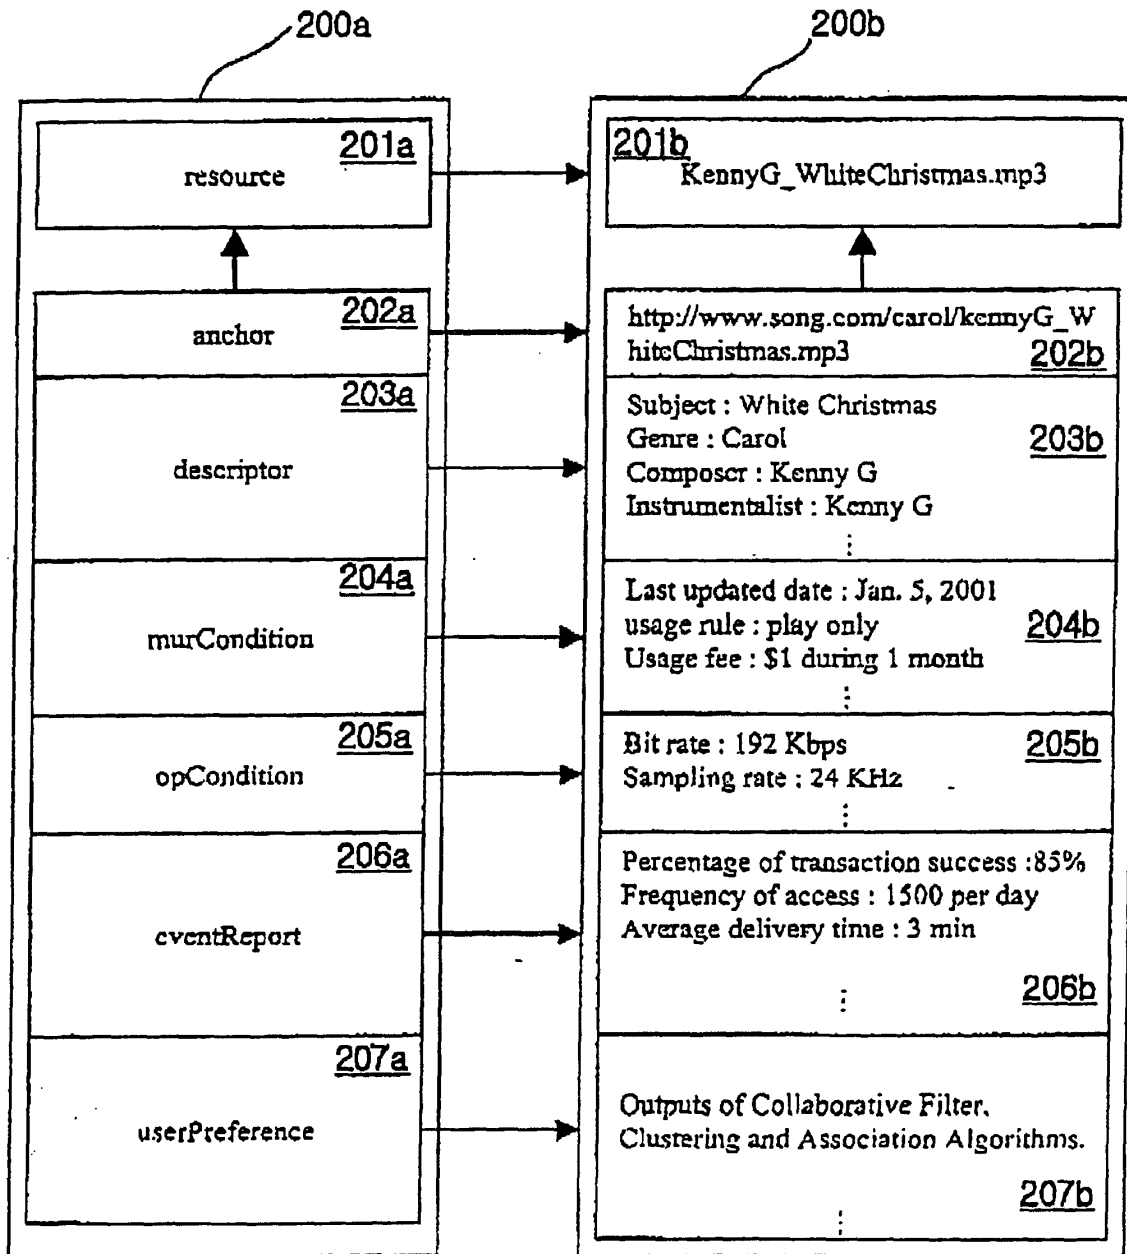 200a
200b
201a
resource
201b
KennyG_WhiteChristmas.mp3
202a
anchor
http://www.song.com/carol/kennyG_W
hiteChristmas.mp3
202b
203a
descriptor
Subject : White Christmas
Genre : Carol
Composer : Kenny G
Instrumentalist : Kenny G
203b
204a
murCondition
Last updated date : Jan. 5, 2001
usage rule : play only
Usage fee : $1 during 1 month
204b
205a
opCondition
Bit rate : 192 Kbps
Sampling rate : 24 KHz
205b
206a
eventReport
Percentage of transaction success :85%
Frequency of access : 1500 per day
Average delivery time : 3 min
206b
207a
userPreference
Outputs of Collaborative Filter,
Clustering and Association Algorithms.
207b